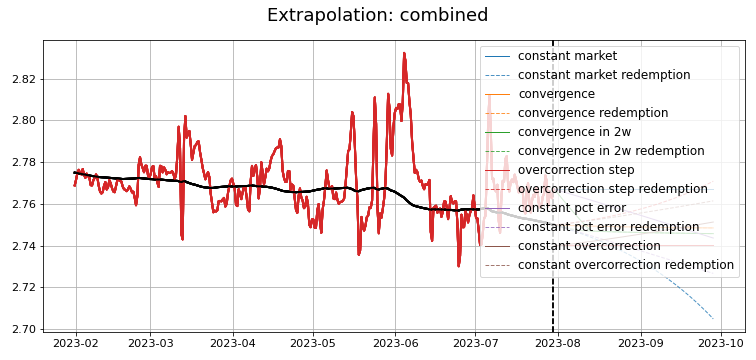 Extrapolation: combined
constant market
constant market redemption
convergence
convergence redemption
convergence in 2w
convergence in 2w redemption
overcorrection step
overcorrection step redemption
constant pct error
constant pct error redemption
constant overcorrection
constant overcorrection redemption
2.82
2.80
2.78
2.76
2.74
2.72
2.70
2023-02 2023-03 2023-04 2023-05 2023-06 2023-07 2023-08 2023-09 2023-10